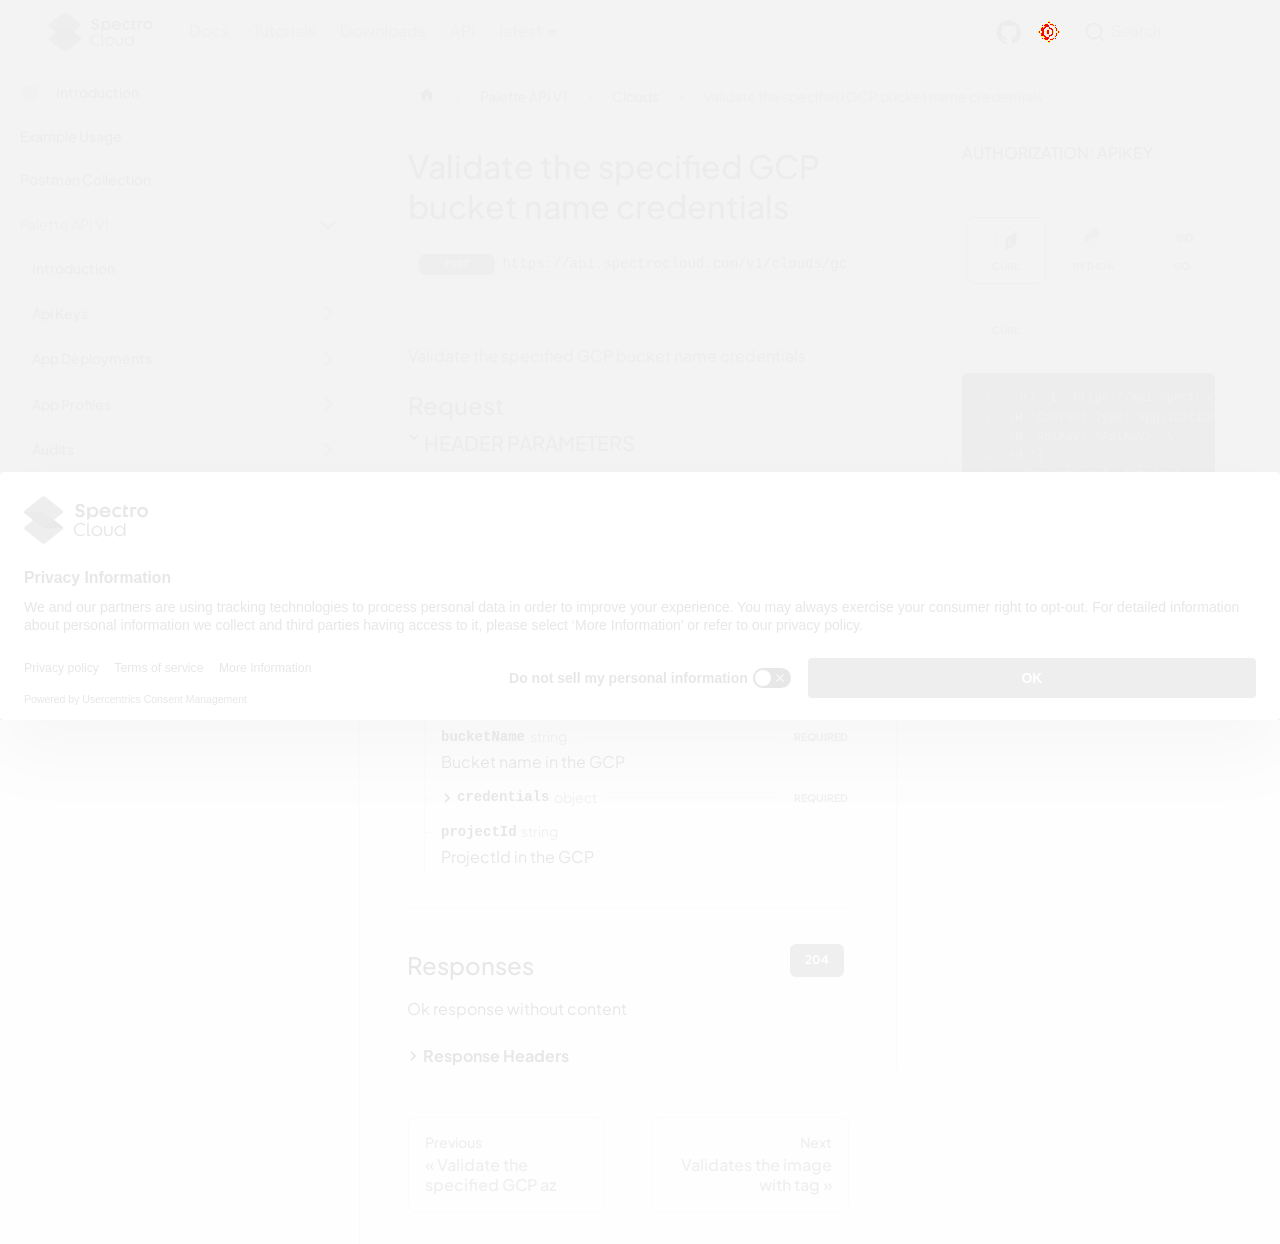 Spectro
Cloud
Docs
Tutorials
Downloads
API
latest
Search
Introduction
Example Usage
Postman Collection
Palette API V1
Introduction
Api Keys
App Deployments
App Profiles
Audits
Palette API V1
Clouds
Validate the specified GCP bucket name credentials
Validate the specified GCP
bucket name credentials
https://api.spectrocloud.com/v1/clouds/gc
Validate the specified GCP bucket name credentials
Request
HEADER PARAMETERS
AUTHORIZATION: APIKEY
CURL
PYTHON
GO
CURL
Spectro
Cloud
Privacy Information
We and our partners are using tracking technologies to process personal data in order to improve your experience. You may always exercise your consumer right to opt-out. For detailed information
about personal information we collect and third parties having access to it, please select 'More Information' or refer to our privacy policy.
Privacy policy Terms of service More Information
Powered by Usercentrics Consent Management
Do not sell my personal information
OK
bucketName string REQUIRED
Bucket name in the GCP
credentials object REQUIRED
projectId string
ProjectId in the GCP
Responses
204
Ok response without content
Response Headers
Previous
« Validate the
specified GCP az
Next
Validates the image
with tag »